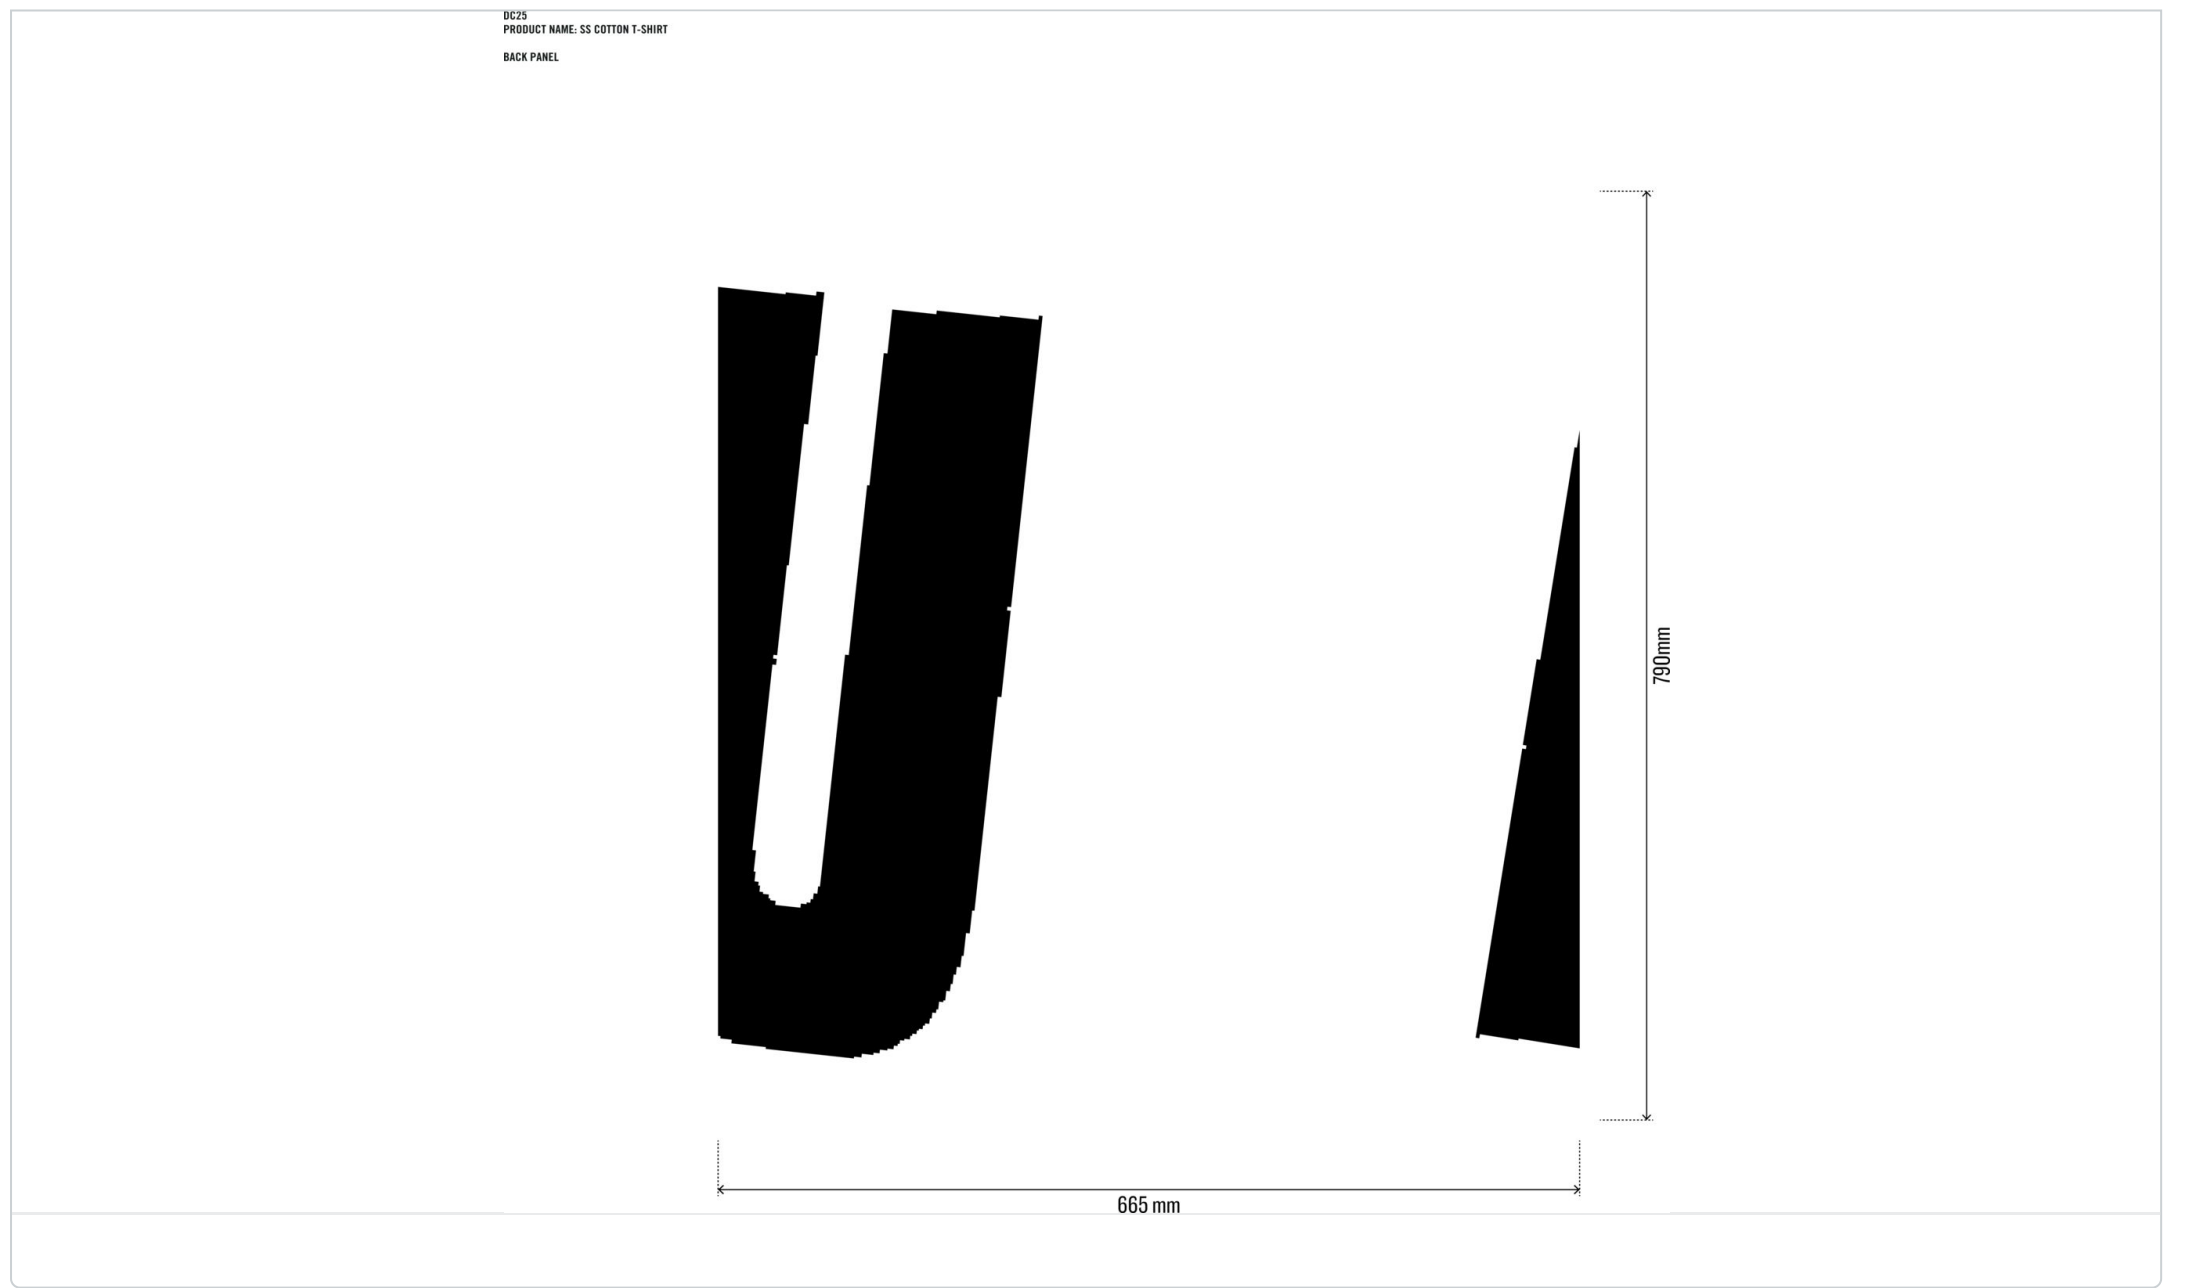 DC25
PRODUCT NAME: SS COTTON T-SHIRT
BACK PANEL
U
790mm
665 mm